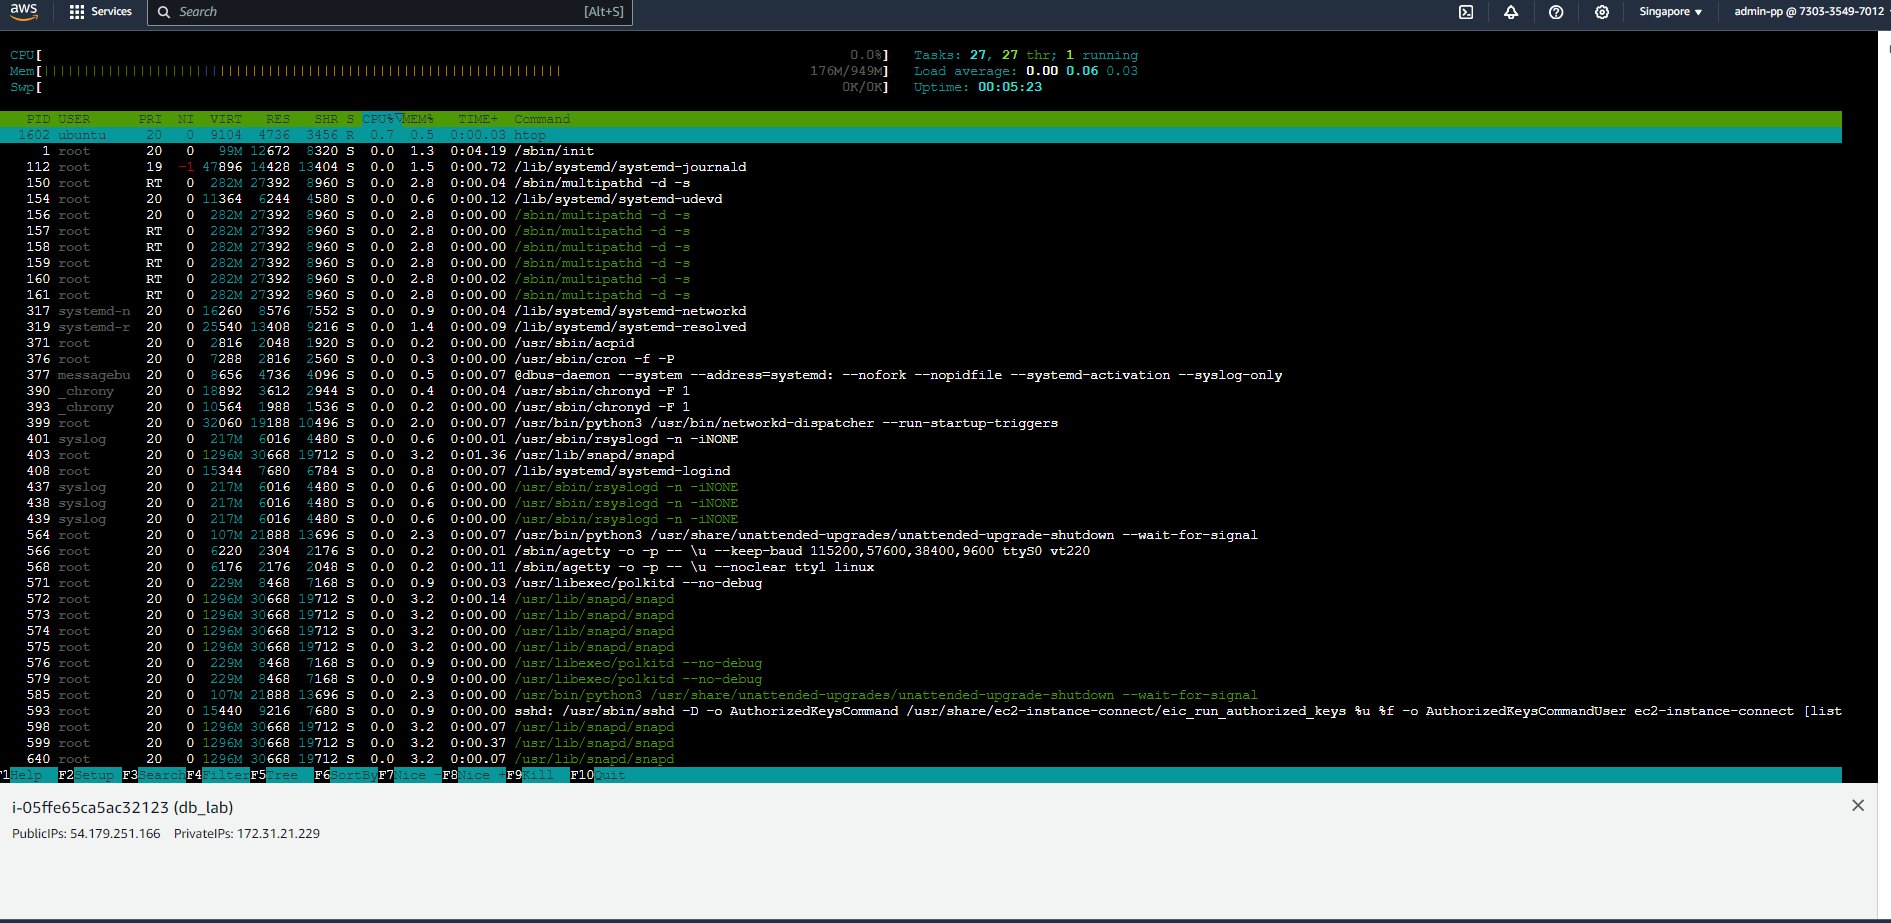 aws Services Search [Alt+S] Singapore ▼ admin-pp @ 7303-3549-7012
CPU[ 0.0%] Tasks: 27, 27 thr; 1 running
Mem[||||||||||||||||||||||||||||||||||||||||||||||||||||||||||||||||| 176M/949M] Load average: 0.00 0.06 0.03
Swp[ 0K/0K] Uptime: 00:05:23
PID USER PRI NI VIRT RES SHR S CPU%▽MEM% TIME+ Command
1602 ubuntu 20 0 9104 4736 3456 R 0.7 0.5 0:00.03 htop
1 root 20 0 99M 12672 8320 S 0.0 1.3 0:04.19 /sbin/init
112 root 19 -1 47896 14428 13404 S 0.0 1.5 0:00.72 /lib/systemd/systemd-journald
150 root RT 0 282M 27392 8960 S 0.0 2.8 0:00.04 /sbin/multipathd -d -s
154 root 20 0 11364 6244 4580 S 0.0 0.6 0:00.12 /lib/systemd/systemd-udevd
156 root 20 0 282M 27392 8960 S 0.0 2.8 0:00.00 /sbin/multipathd -d -s
157 root RT 0 282M 27392 8960 S 0.0 2.8 0:00.00 /sbin/multipathd -d -s
158 root RT 0 282M 27392 8960 S 0.0 2.8 0:00.00 /sbin/multipathd -d -s
159 root RT 0 282M 27392 8960 S 0.0 2.8 0:00.00 /sbin/multipathd -d -s
160 root RT 0 282M 27392 8960 S 0.0 2.8 0:00.02 /sbin/multipathd -d -s
161 root RT 0 282M 27392 8960 S 0.0 2.8 0:00.00 /sbin/multipathd -d -s
317 systemd-n 20 0 16260 8576 7552 S 0.0 0.9 0:00.04 /lib/systemd/systemd-networkd
319 systemd-r 20 0 25540 13408 9216 S 0.0 1.4 0:00.09 /lib/systemd/systemd-resolved
371 root 20 0 2816 2048 1920 S 0.0 0.2 0:00.00 /usr/sbin/acpid
376 root 20 0 7288 2816 2560 S 0.0 0.3 0:00.00 /usr/sbin/cron -f -P
377 messagebu 20 0 8656 4736 4096 S 0.0 0.5 0:00.07 @dbus-daemon --system --address=systemd: --nofork --nopidfile --systemd-activation --syslog-only
390 _chrony 20 0 18892 3612 2944 S 0.0 0.4 0:00.04 /usr/sbin/chronyd -F 1
393 _chrony 20 0 10564 1988 1536 S 0.0 0.2 0:00.00 /usr/sbin/chronyd -F 1
399 root 20 0 32060 19188 10496 S 0.0 2.0 0:00.07 /usr/bin/python3 /usr/bin/networkd-dispatcher --run-startup-triggers
401 syslog 20 0 217M 6016 4480 S 0.0 0.6 0:00.01 /usr/sbin/rsyslogd -n -iNONE
403 root 20 0 1296M 30668 19712 S 0.0 3.2 0:01.36 /usr/lib/snapd/snapd
408 root 20 0 15344 7680 6784 S 0.0 0.8 0:00.07 /lib/systemd/systemd-logind
437 syslog 20 0 217M 6016 4480 S 0.0 0.6 0:00.00 /usr/sbin/rsyslogd -n -iNONE
438 syslog 20 0 217M 6016 4480 S 0.0 0.6 0:00.00 /usr/sbin/rsyslogd -n -iNONE
439 syslog 20 0 217M 6016 4480 S 0.0 0.6 0:00.00 /usr/sbin/rsyslogd -n -iNONE
564 root 20 0 107M 21888 13696 S 0.0 2.3 0:00.07 /usr/bin/python3 /usr/share/unattended-upgrades/unattended-upgrade-shutdown --wait-for-signal
566 root 20 0 6220 2304 2176 S 0.0 0.2 0:00.01 /sbin/agetty -o -p -- \u --keep-baud 115200,57600,38400,9600 ttyS0 vt220
568 root 20 0 6176 2176 2048 S 0.0 0.2 0:00.11 /sbin/agetty -o -p -- \u --noclear tty1 linux
571 root 20 0 229M 8468 7168 S 0.0 0.9 0:00.03 /usr/libexec/polkitd --no-debug
572 root 20 0 1296M 30668 19712 S 0.0 3.2 0:00.14 /usr/lib/snapd/snapd
573 root 20 0 1296M 30668 19712 S 0.0 3.2 0:00.00 /usr/lib/snapd/snapd
574 root 20 0 1296M 30668 19712 S 0.0 3.2 0:00.00 /usr/lib/snapd/snapd
575 root 20 0 1296M 30668 19712 S 0.0 3.2 0:00.00 /usr/lib/snapd/snapd
576 root 20 0 229M 8468 7168 S 0.0 0.9 0:00.00 /usr/libexec/polkitd --no-debug
579 root 20 0 229M 8468 7168 S 0.0 0.9 0:00.00 /usr/libexec/polkitd --no-debug
585 root 20 0 107M 21888 13696 S 0.0 2.3 0:00.00 /usr/bin/python3 /usr/share/unattended-upgrades/unattended-upgrade-shutdown --wait-for-signal
593 root 20 0 15440 9216 7680 S 0.0 0.9 0:00.00 sshd: /usr/sbin/sshd -D -o AuthorizedKeysCommand /usr/share/ec2-instance-connect/eic_run_authorized_keys %u %f -o AuthorizedKeysCommandUser ec2-instance-connect [list
598 root 20 0 1296M 30668 19712 S 0.0 3.2 0:00.07 /usr/lib/snapd/snapd
599 root 20 0 1296M 30668 19712 S 0.0 3.2 0:00.37 /usr/lib/snapd/snapd
640 root 20 0 1296M 30668 19712 S 0.0 3.2 0:00.07 /usr/lib/snapd/snapd
F1Help F2Setup F3SearchF4FilterF5Tree F6SortByF7Nice -F8Nice +F9Kill F10Quit
i-05ffe65ca5ac32123 (db_lab)
PublicIPs: 54.179.251.166 PrivateIPs: 172.31.21.229